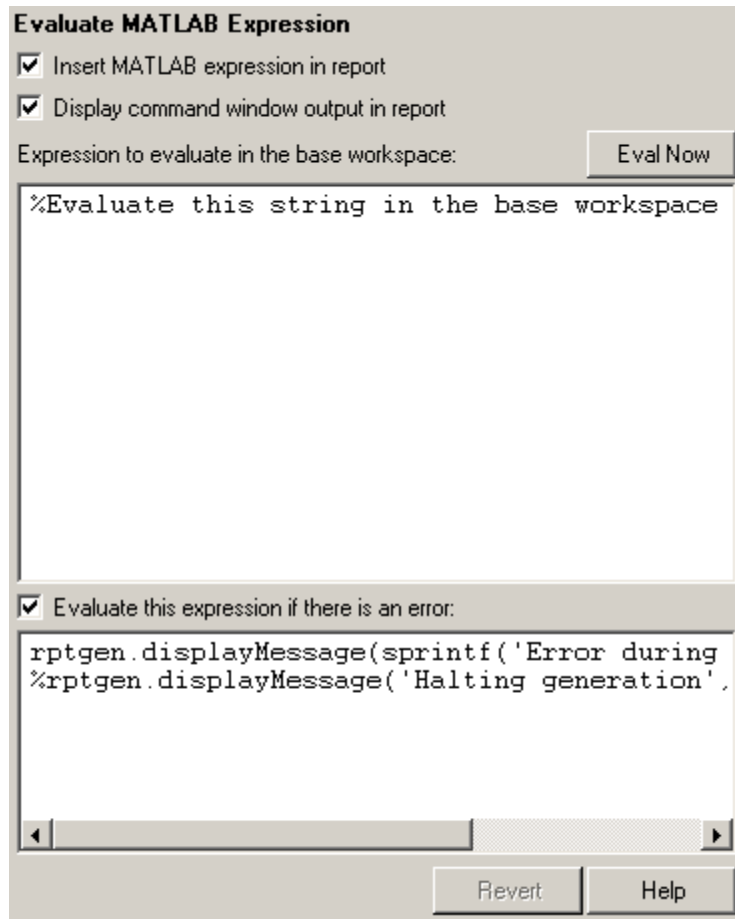 Evaluate MATLAB Expression
Insert MATLAB expression in report
Display command window output in report
Expression to evaluate in the base workspace: Eval Now
%Evaluate this string in the base workspace
Evaluate this expression if there is an error:
rptgen.displayMessage(sprintf('Error during
%rptgen.displayMessage('Halting generation',
Revert Help